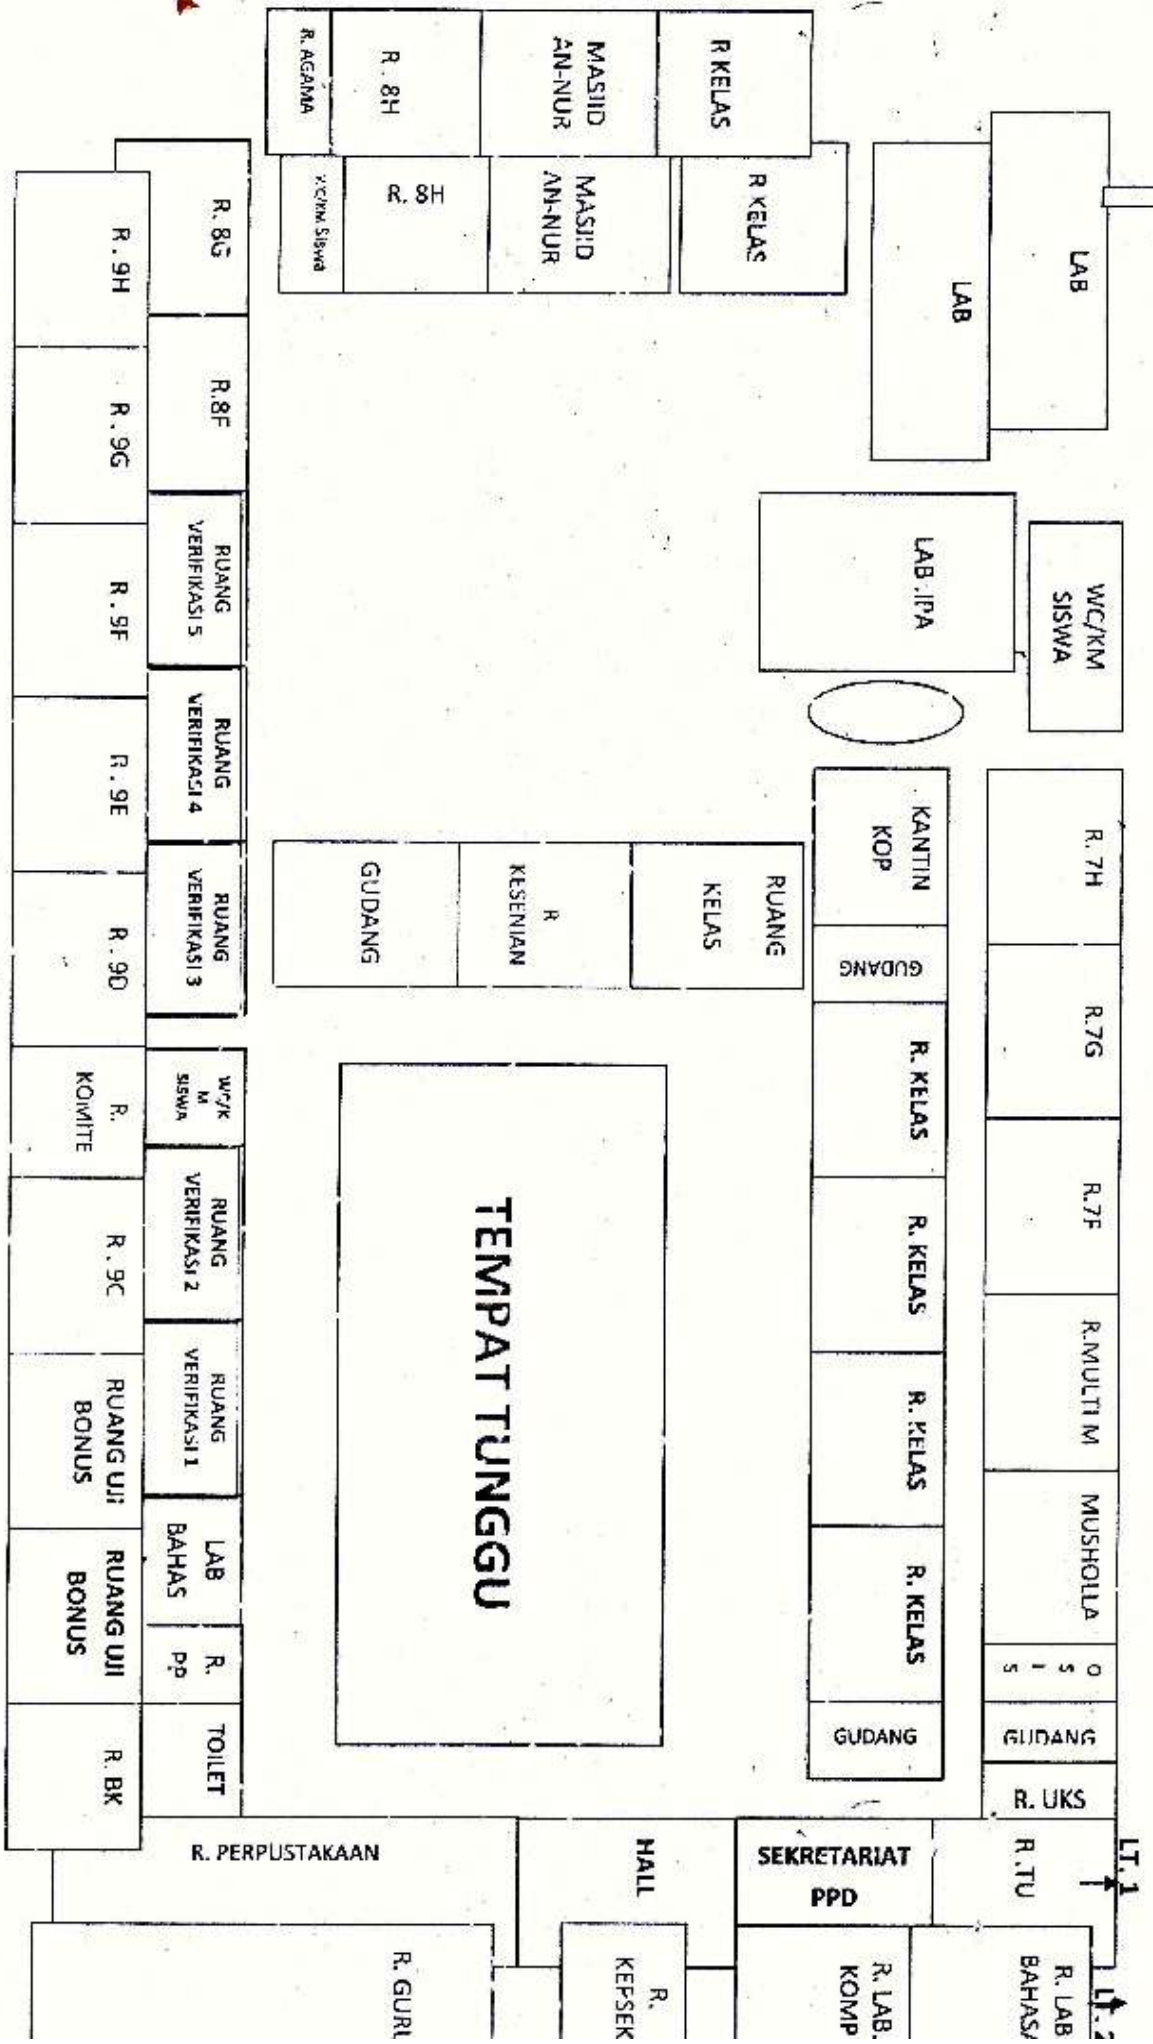 R. AGAMA
R. 8H
MASJID
AN-NUR
R KELAS
WC/KM Siswa
R. 8H
MASJID
AN-NUR
R KELAS
LAB
LAB
R. 8G
R. 9H
R.8F
R. 9G
RUANG
VERIFIKASI 5
R. 9F
LAB .IPA
WC/KM
SISWA
RUANG
VERIFIKASI 4
R. 9E
KANTIN
KOP
R. 7H
RUANG
VERIFIKASI 3
R. 9D
GUDANG
R
KESENIAN
RUANG
KELAS
GUDANG
R. KELAS
R.7G
WC/K
M
SISWA
R.
KOMITE
RUANG
VERIFIKASI 2
R. 9C
TEMPAT TUNGGU
R. KELAS
R.7F
RUANG
VERIFIKASI 1
RUANG UJI
BONUS
R. KELAS
R.MULTI M
LAB
BAHAS
RUANG UJI
BONUS
R. KELAS
MUSHOLLA
R.
PP
O
S
I
S
TOILET
R. BK
GUDANG
GUDANG
R. UKS
R. PERPUSTAKAAN
HALL
SEKRETARIAT
PPD
R .TU
LT. 1
R. GURU
R.
KEPSEK
R. LAB.
KOMP
R. LAB
BAHASA
LT. 2